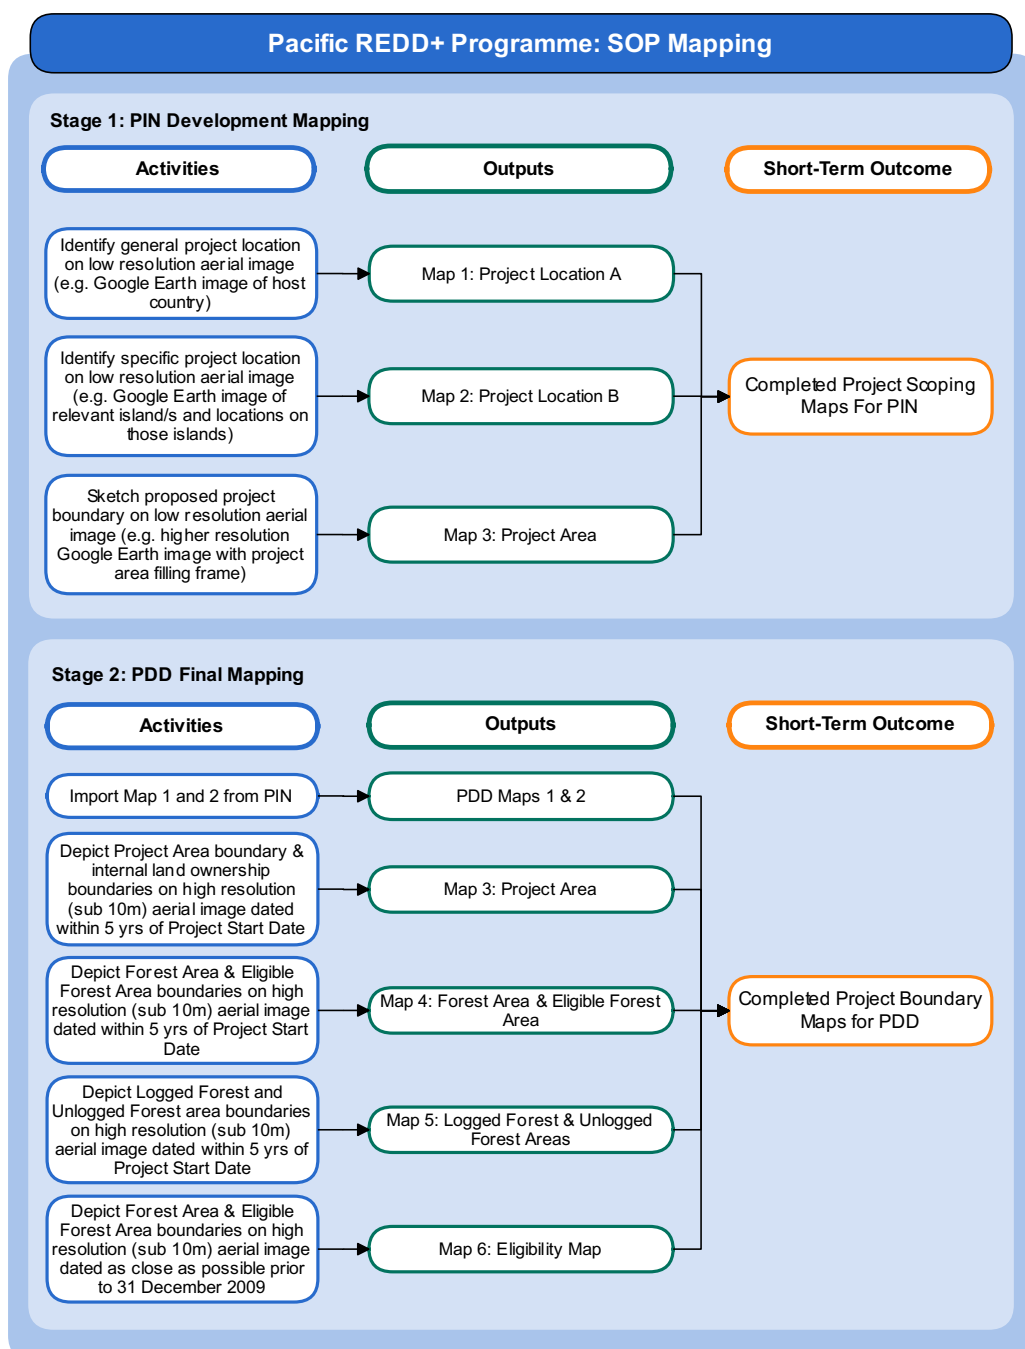 Pacific REDD+ Programme: SOP Mapping
Stage 1: PIN Development Mapping
Activities
Outputs
Short-Term Outcome
Identify general project location
on low resolution aerial image
(e.g. Google Earth image of host
country)
Map 1: Project Location A
Identify specific project location
on low resolution aerial image
(e.g. Google Earth image of
relevant island/s and locations on
those islands)
Map 2: Project Location B
Completed Project Scoping
Maps For PIN
Sketch proposed project
boundary on low resolution aerial
image (e.g. higher resolution
Google Earth image with project
area filling frame)
Map 3: Project Area
Stage 2: PDD Final Mapping
Activities
Outputs
Short-Term Outcome
Import Map 1 and 2 from PIN
PDD Maps 1 & 2
Depict Project Area boundary &
internal land ownership
boundaries on high resolution
(sub 10m) aerial image dated
within 5 yrs of Project Start Date
Map 3: Project Area
Depict Forest Area & Eligible
Forest Area boundaries on high
resolution (sub 10m) aerial image
dated within 5 yrs of Project Start
Date
Map 4: Forest Area & Eligible Forest
Area
Completed Project Boundary
Maps for PDD
Depict Logged Forest and
Unlogged Forest area boundaries
on high resolution (sub 10m)
aerial image dated within 5 yrs of
Project Start Date
Map 5: Logged Forest & Unlogged
Forest Areas
Depict Forest Area & Eligible
Forest Area boundaries on high
resolution (sub 10m) aerial image
dated as close as possible prior
to 31 December 2009
Map 6: Eligibility Map